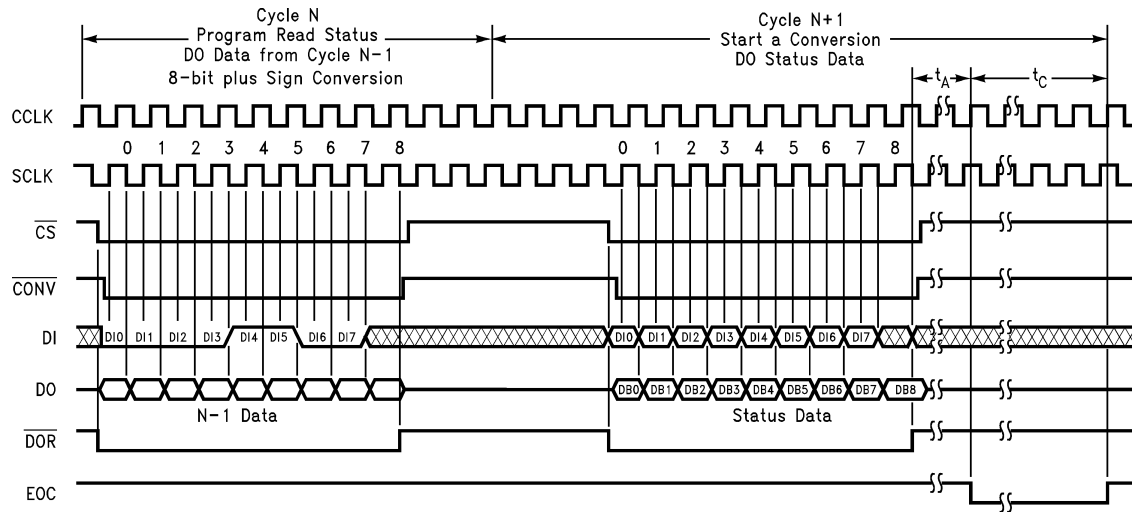 Cycle N
Program Read Status
DO Data from Cycle N-1
8-bit plus Sign Conversion
Cycle N+1
Start a Conversion
DO Status Data
tA
tC
CCLK
0 1 2 3 4 5 6 7 8
0 1 2 3 4 5 6 7 8
SCLK
CS
CONV
DI
DI0 DI1 DI2 DI3 DI4 DI5 DI6 DI7
DI0 DI1 DI2 DI3 DI4 DI5 DI6 DI7
DO
DB0 DB1 DB2 DB3 DB4 DB5 DB6 DB7 DB8
N-1 Data
Status Data
DOR
EOC